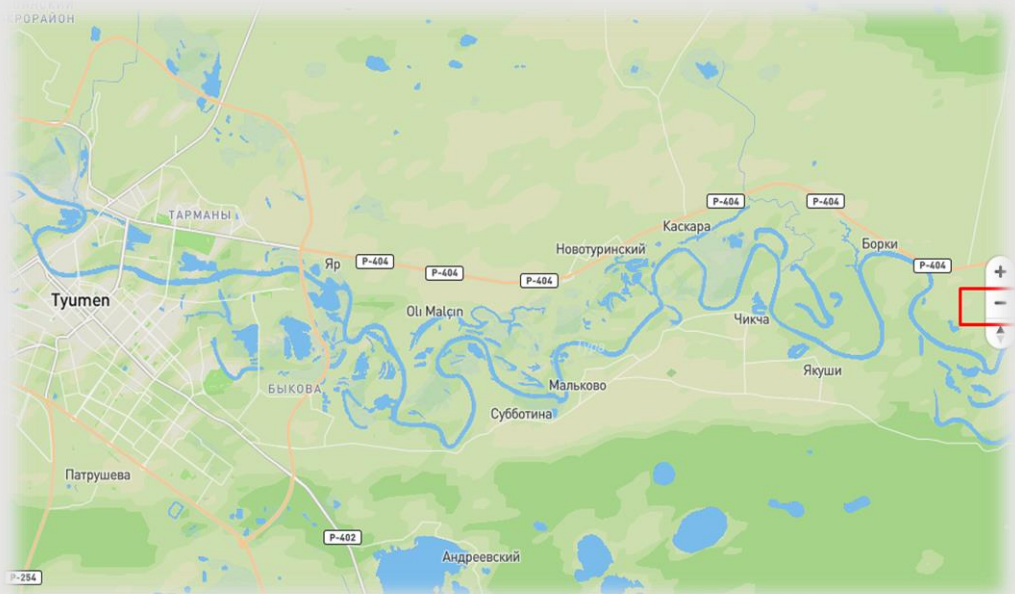 РОРАЙОН
ТАРМАНЫ
Р-404
Р-404
Каскара
Новотуринский
Борки
Яр
Р-404
Р-404
Р-404
Р-404
Tyumen
Olı Malçın
Чикча
Якуши
БЫКОВА
Мальково
Субботина
Патрушева
Р-402
Андреевский
Р-254